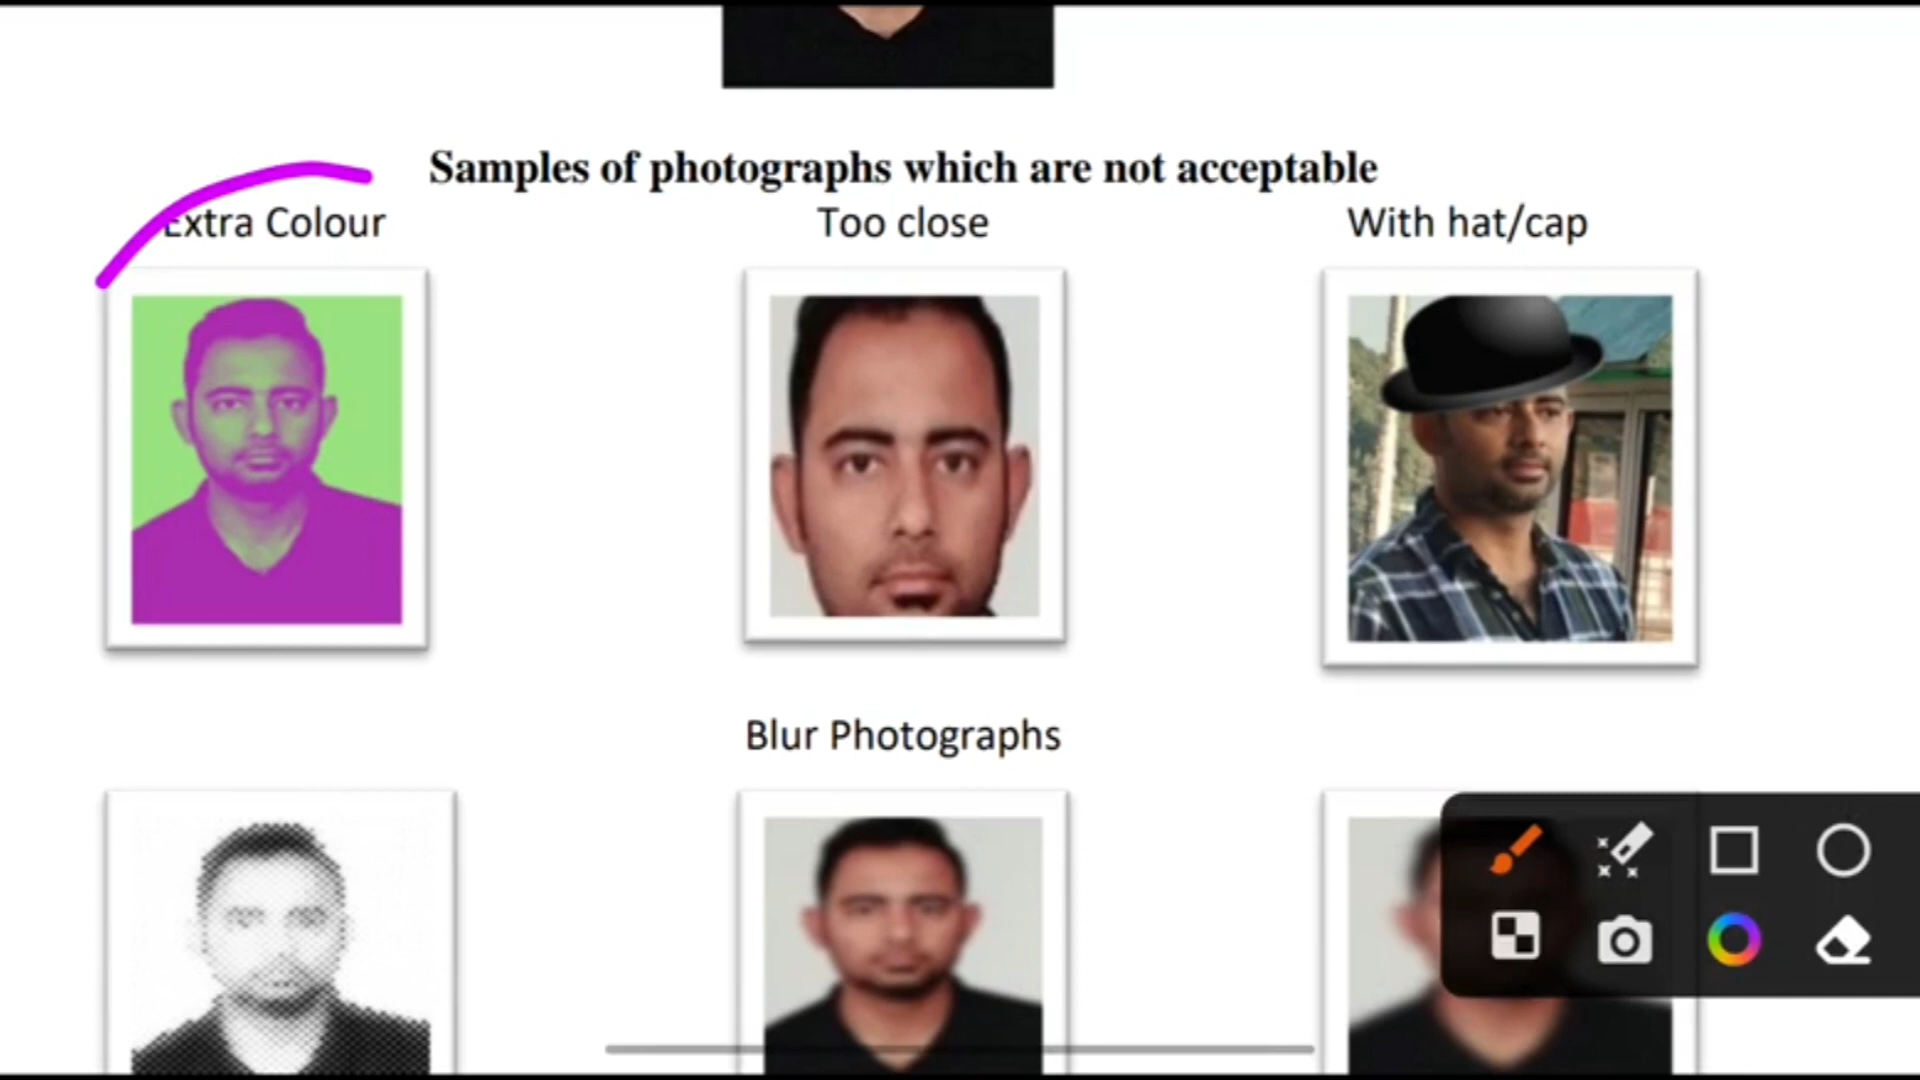 Samples of photographs which are not acceptable
Extra Colour
Too close
With hat/cap
Blur Photographs